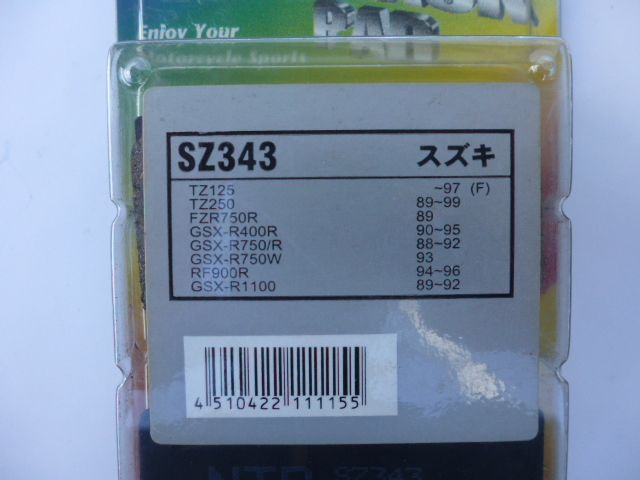 Enjoy Your
Motorcycle Sports
PAD
SZ343 スズキ
TZ125 ~97 (F)
TZ250 89~99
FZR750R 89
GSX-R400R 90~95
GSX-R750/R 88~92
GSX-R750W 93
RF900R 94~96
GSX-R1100 89~92
4 510422 111155
SZ343